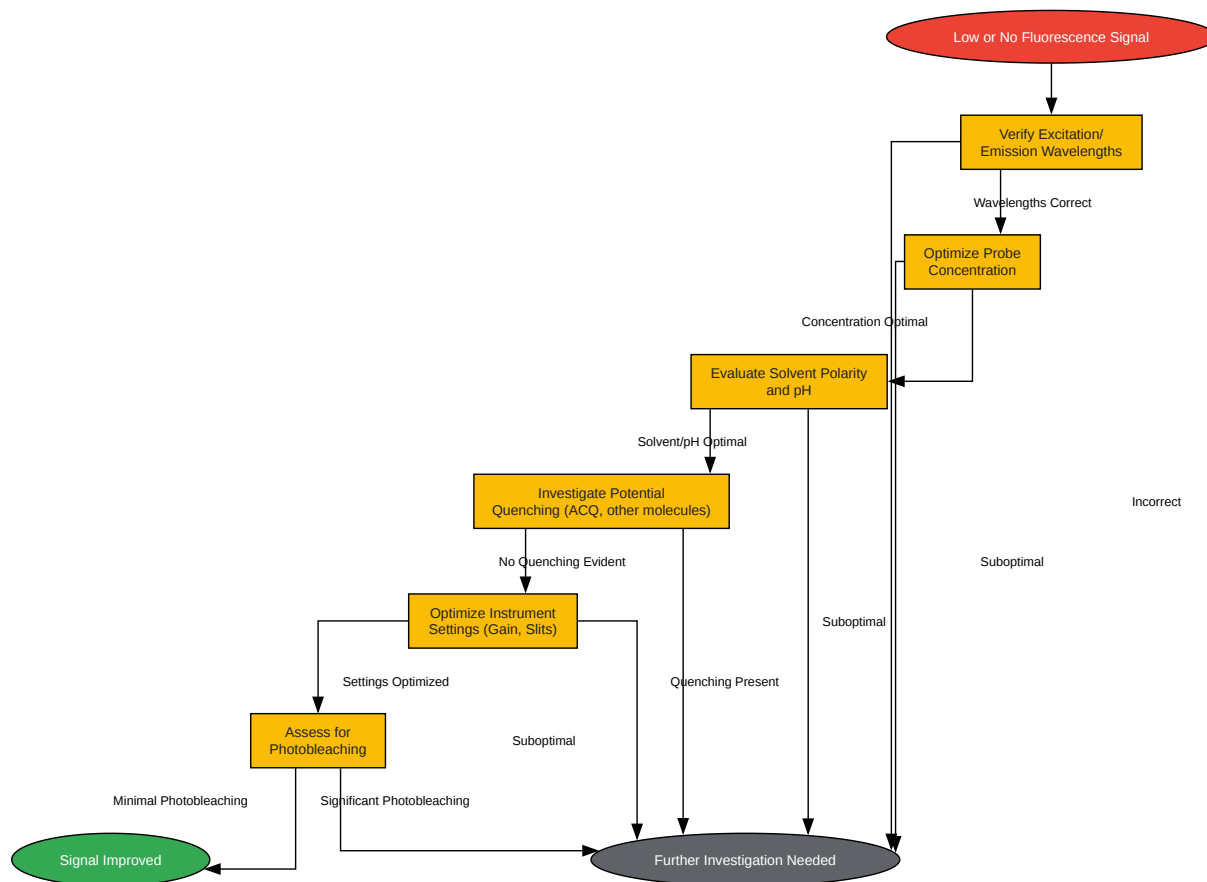 Low or No Fluorescence Signal
Verify Excitation/
Emission Wavelengths
Wavelengths Correct
Optimize Probe
Concentration
Concentration Optimal
Evaluate Solvent Polarity
and pH
Solvent/pH Optimal
Investigate Potential
Quenching (ACQ, other molecules)
Incorrect
No Quenching Evident
Suboptimal
Optimize Instrument
Settings (Gain, Slits)
Suboptimal
Settings Optimized
Quenching Present
Assess for
Photobleaching
Suboptimal
Minimal Photobleaching
Significant Photobleaching
Signal Improved
Further Investigation Needed